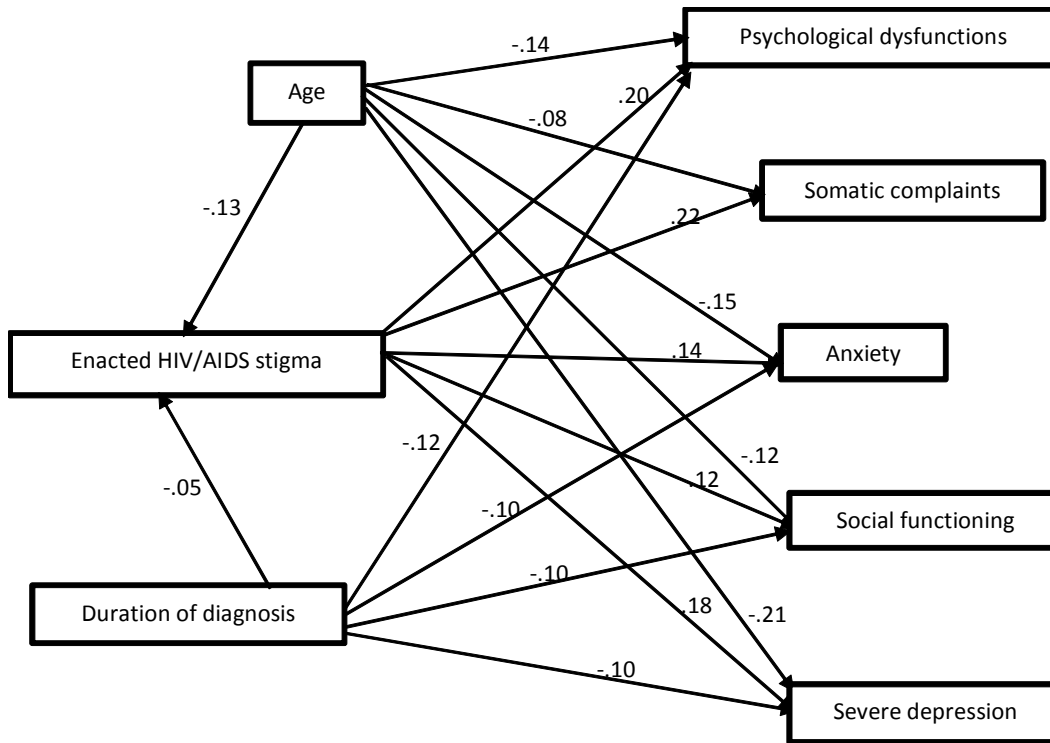 Psychological dysfunctions
-.14
Age
.20
-.08
Somatic complaints
-.13
.22
-.15
Enacted HIV/AIDS stigma
.14
Anxiety
-.12
-.12
.12
-.05
-.10
Social functioning
-.10
Duration of diagnosis
.18
-.21
-.10
Severe depression